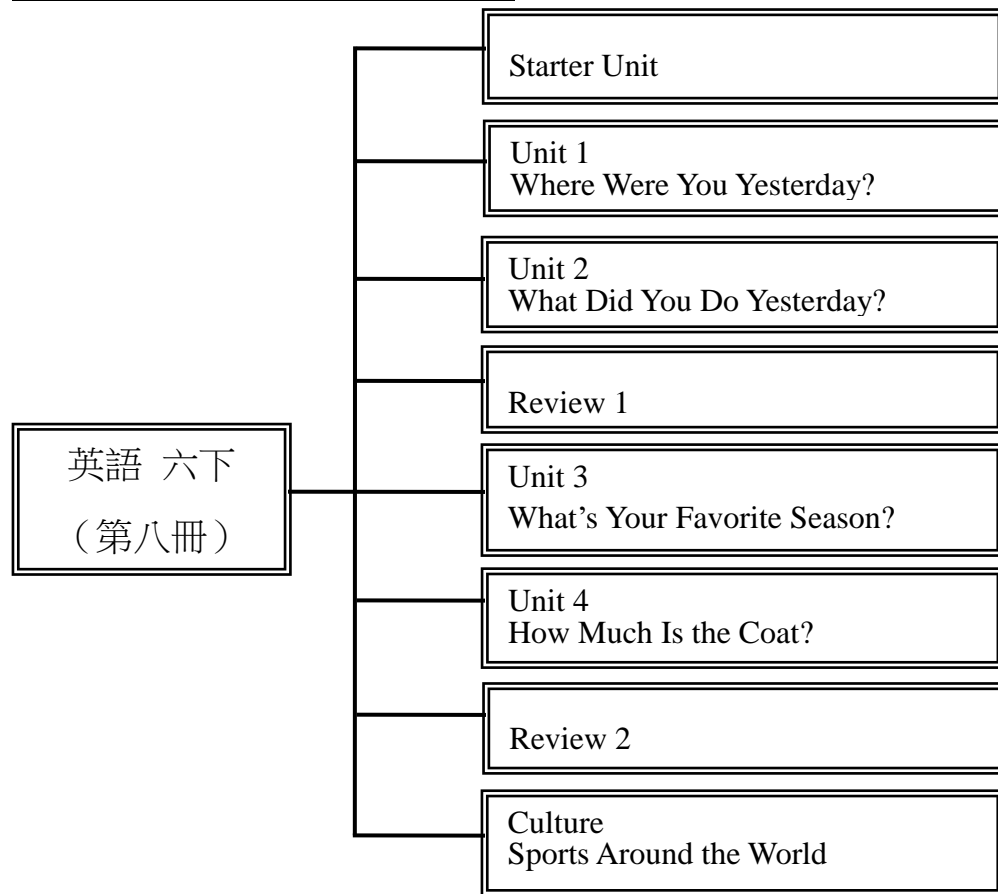 Starter Unit
Unit 1
Where Were You Yesterday?
Unit 2
What Did You Do Yesterday?
Review 1
英語 六下
（第八冊）
Unit 3
What's Your Favorite Season?
Unit 4
How Much Is the Coat?
Review 2
Culture
Sports Around the World